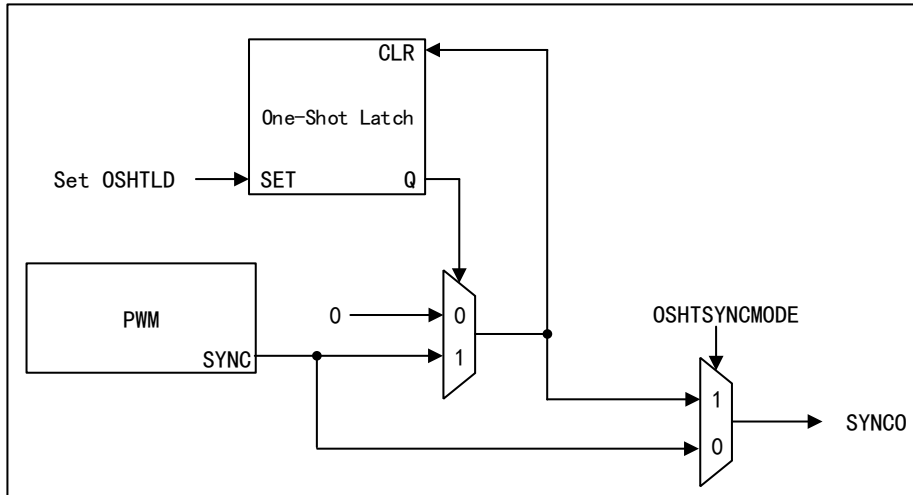 CLR
One-Shot Latch
Set OSHTLD
SET Q
PWM
SYNC
0
0
1
OSHTSYNCMODE
1
0
SYNCO